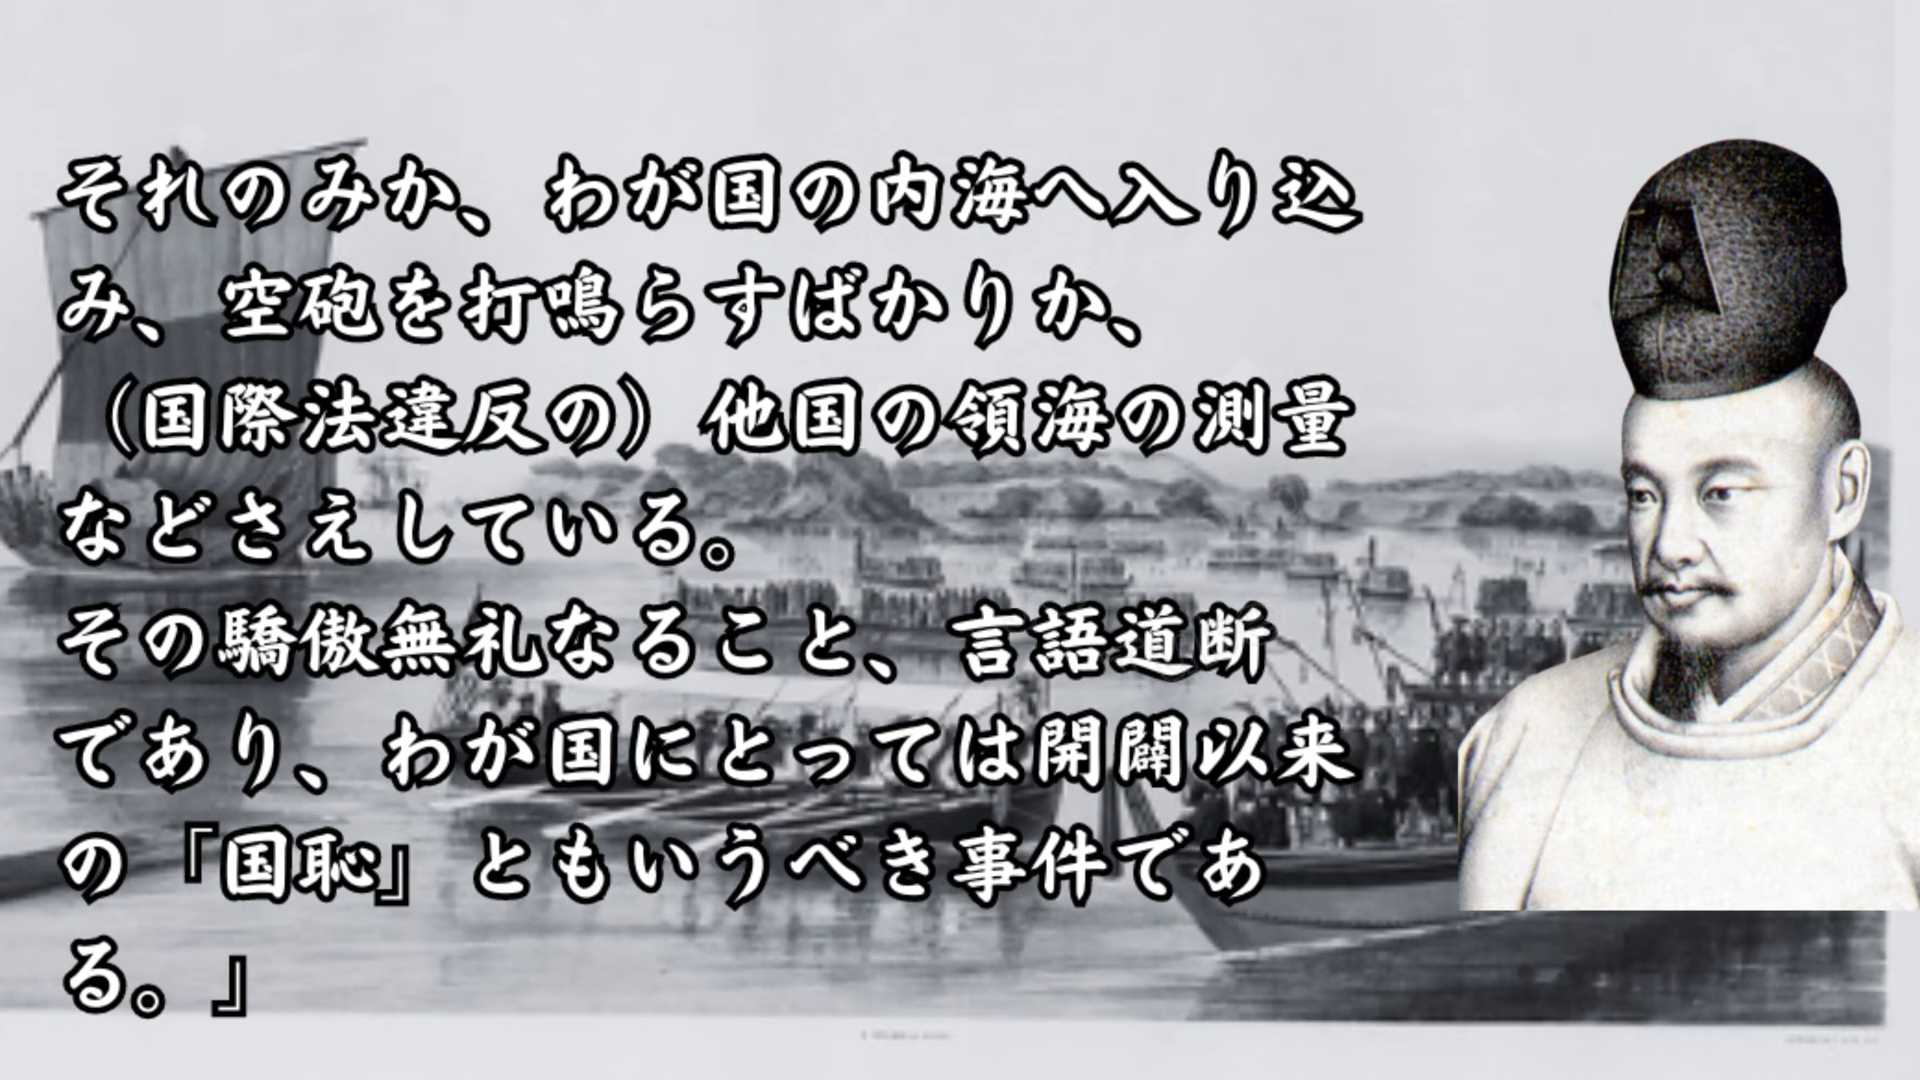 それのみか、わが国の内海へ入り込
み、空砲を打鳴らすばかりか、
（国際法違反の）他国の領海の測量
などさえしている。
その驕傲無礼なること、言語道断
であり、わが国にとっては開闢以来
の『国恥』ともいうべき事件であ
る。』